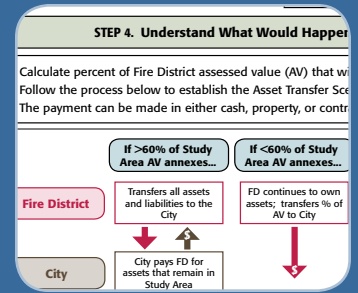 STEP 4. Understand What Would Happen
Calculate percent of Fire District assessed value (AV) that
Follow the process below to establish the Asset Transfer
The payment can be made in either cash, property, or
If >60% of Study
Area AV annexes...
If <60% of Study
Area AV annexes...
Fire District
Transfers all assets
and liabilities to the
City
FD continues to own
assets; transfers % of
AV to City
$
$
City
City pays FD for
assets that remain in
Study Area